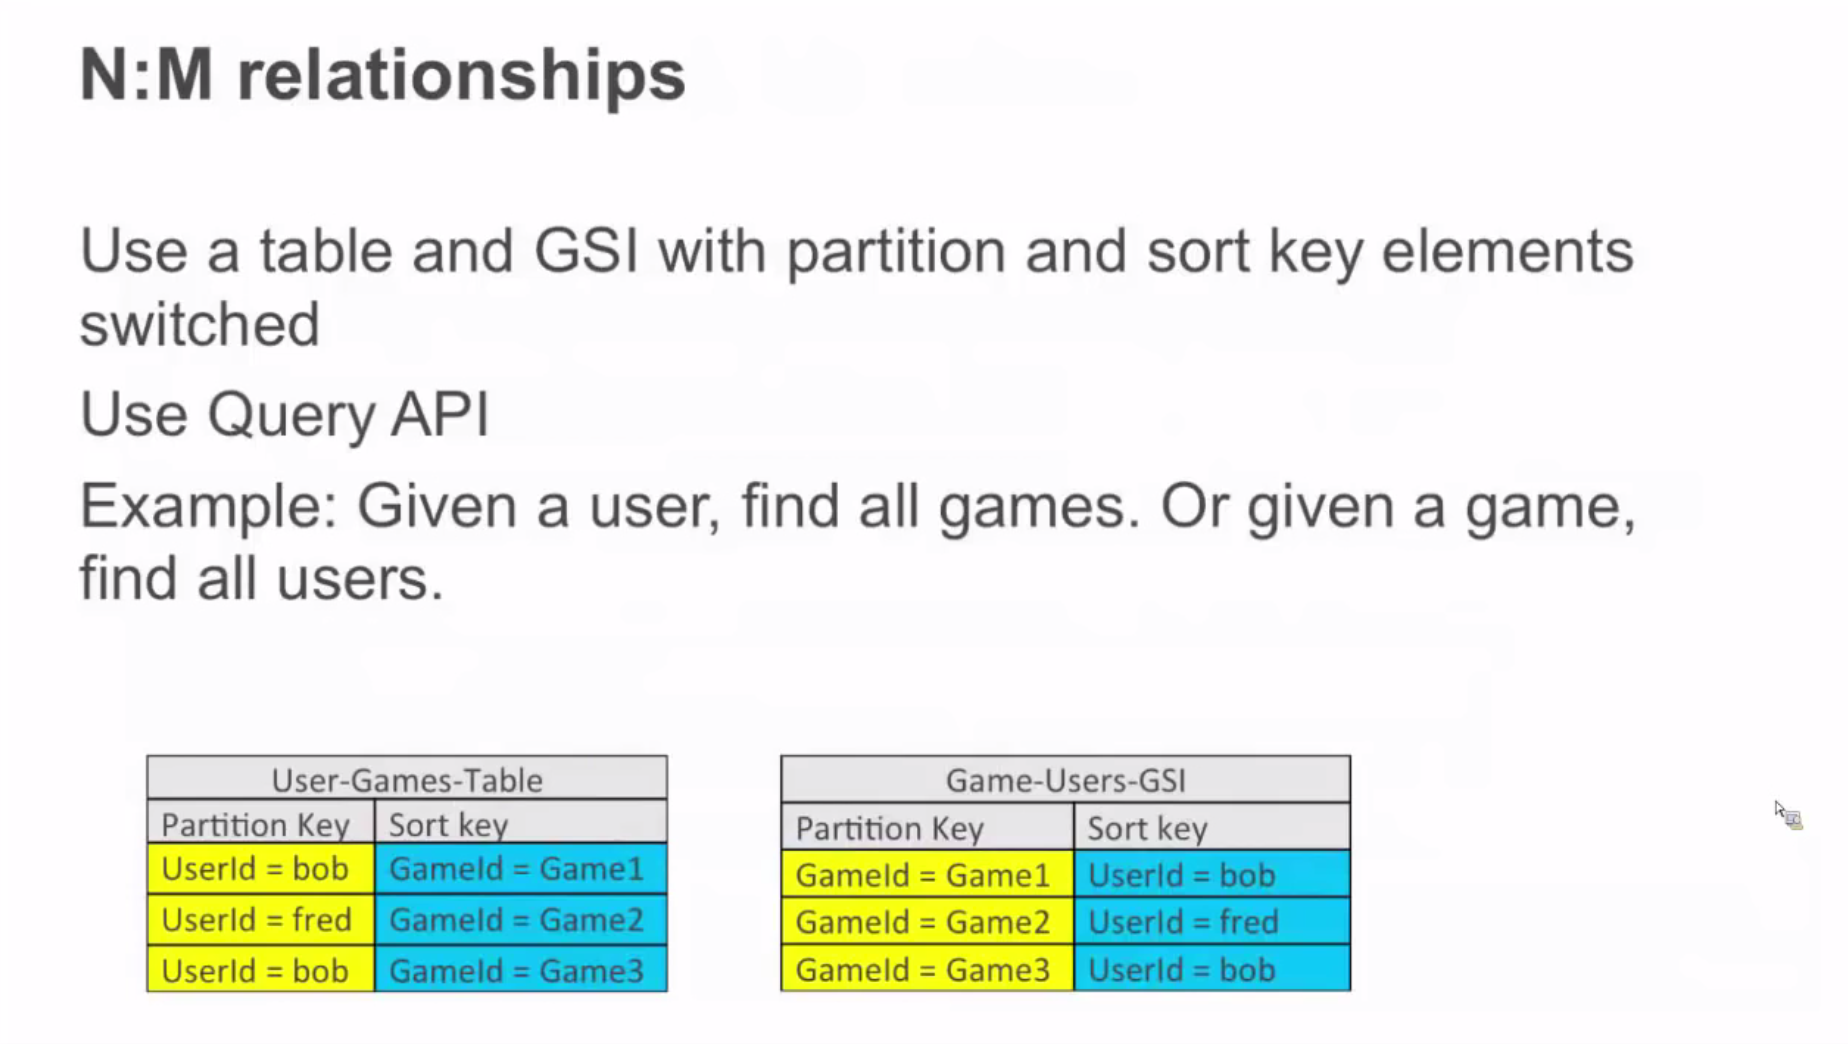 N:M relationships
Use a table and GSI with partition and sort key elements
switched
Use Query API
Example: Given a user, find all games. Or given a game,
find all users.
User-Games-Table
Partition Key Sort key
UserId = bob GameId = Game1
UserId = fred GameId = Game2
UserId = bob GameId = Game3
Game-Users-GSI
Partition Key Sort key
GameId = Game1 UserId = bob
GameId = Game2 UserId = fred
GameId = Game3 UserId = bob